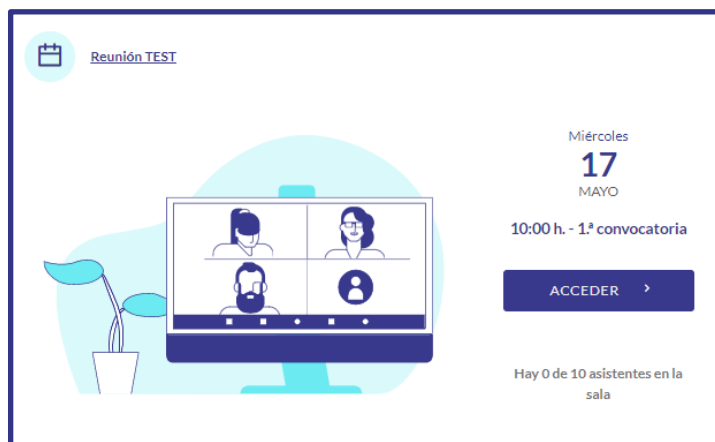 Reunión TEST
Miércoles
17
MAYO
10:00 h. - 1.ª convocatoria
ACCEDER
Hay 0 de 10 asistentes en la
sala